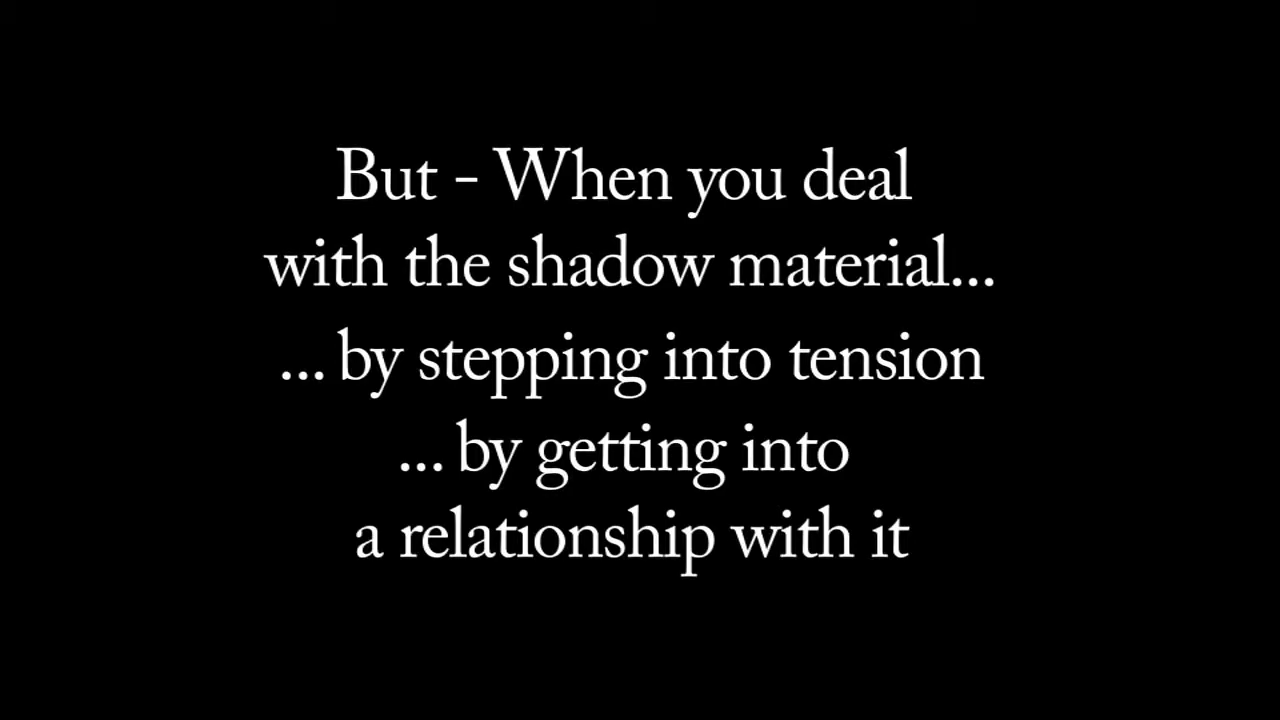 But - When you deal
with the shadow material...
... by stepping into tension
... by getting into
a relationship with it